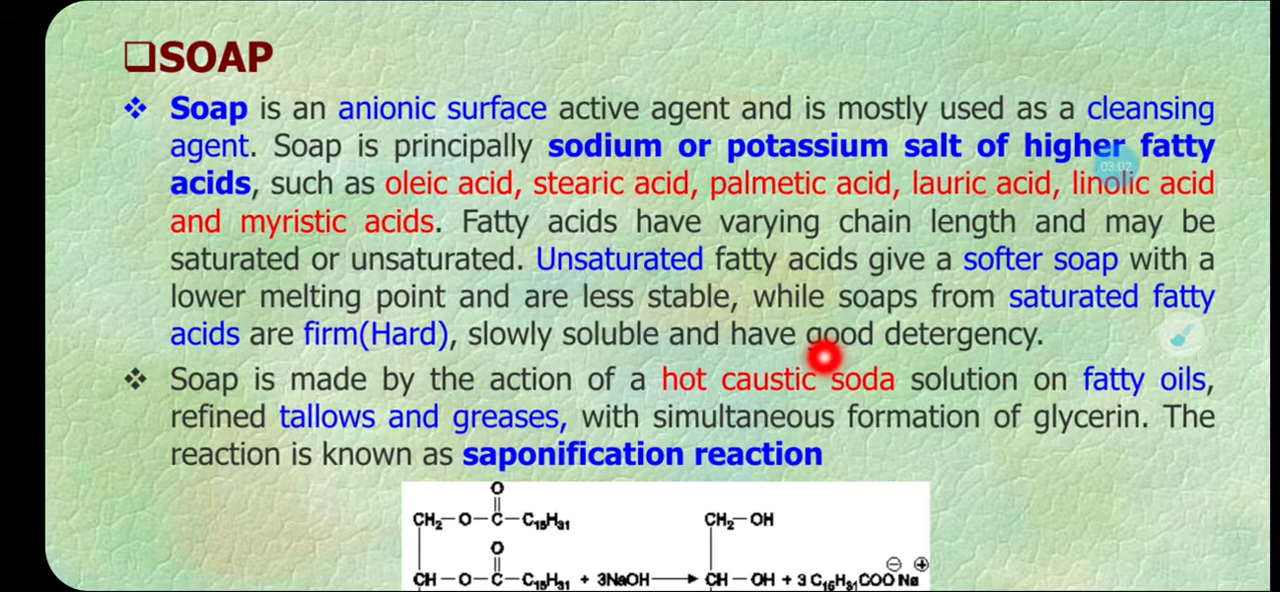 ❑SOAP
❖ Soap is an anionic surface active agent and is mostly used as a cleansing
agent. Soap is principally sodium or potassium salt of higher fatty
acids, such as oleic acid, stearic acid, palmetic acid, lauric acid, linolic acid
and myristic acids. Fatty acids have varying chain length and may be
saturated or unsaturated. Unsaturated fatty acids give a softer soap with a
lower melting point and are less stable, while soaps from saturated fatty
acids are firm(Hard), slowly soluble and have good detergency.
03:02
❖ Soap is made by the action of a hot caustic soda solution on fatty oils,
refined tallows and greases, with simultaneous formation of glycerin. The
reaction is known as saponification reaction
O
CH₂—O—C—C₁₅H₃₁ CH₂—OH
O
CH—O—C—C₁₅H₃₁ + 3NaOH → CH—OH + 3 C₁₅H₃₁COO⊖ Na⊕